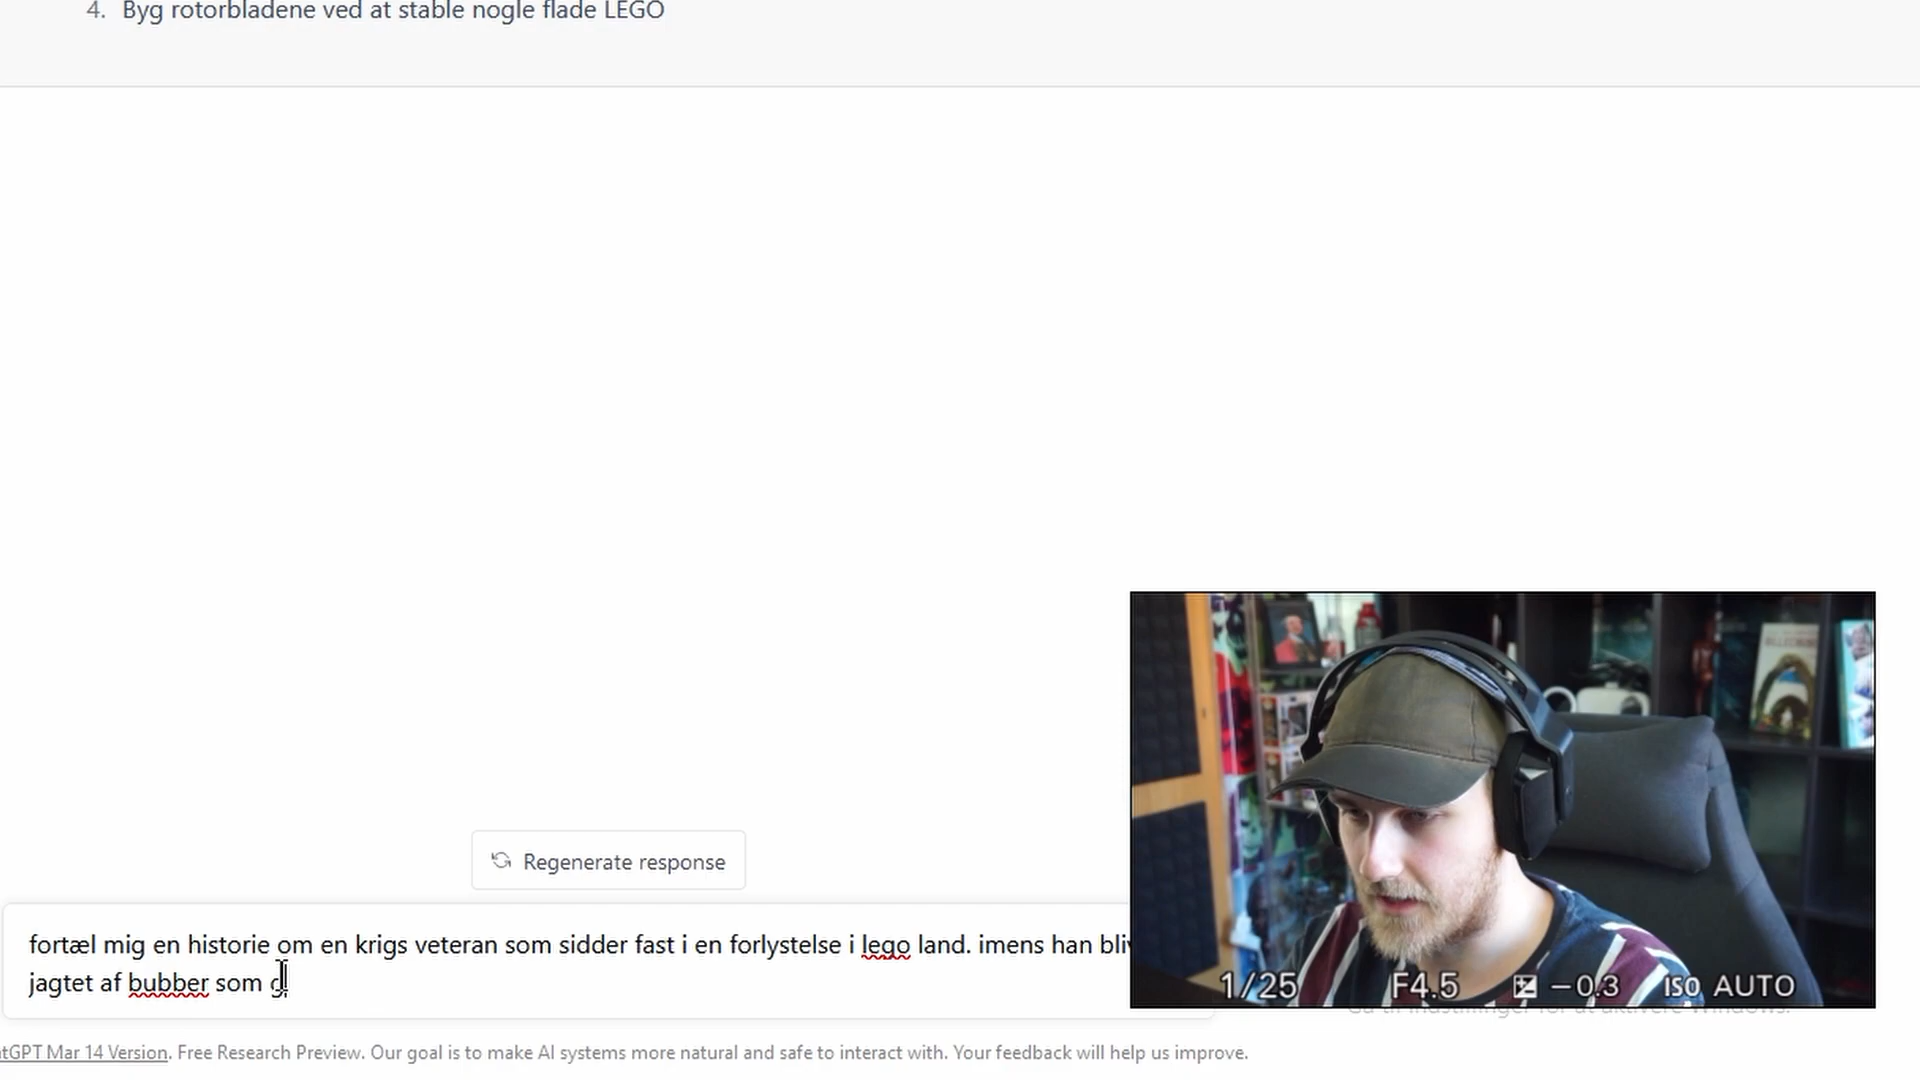 4. Byg rotorbladene ved at stable nogle flade LEGO
Regenerate response
fortæl mig en historie om en krigs veteran som sidder fast i en forlystelse i lego land. imens han bliv
jagtet af bubber som g
1/25 F4.5 −0.3 ISO AUTO
tGPT Mar 14 Version. Free Research Preview. Our goal is to make AI systems more natural and safe to interact with. Your feedback will help us improve.